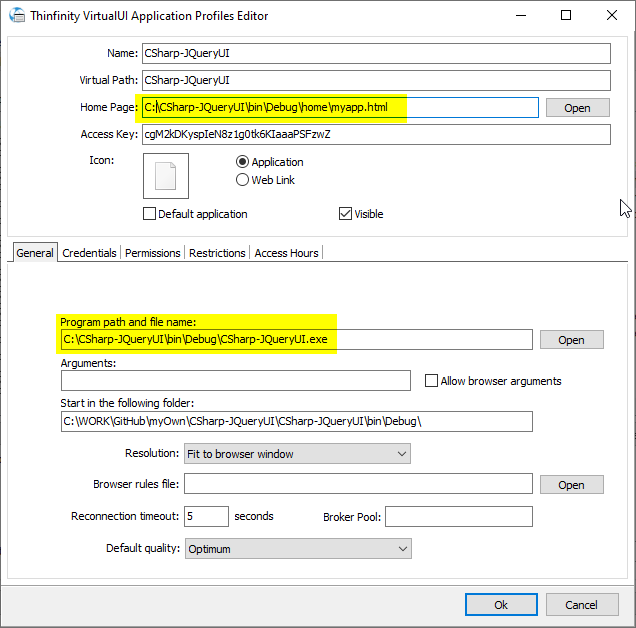 Thinfinity VirtualUI Application Profiles Editor
Name: CSharp-JQueryUI
Virtual Path: CSharp-JQueryUI
Home Page: C:\CSharp-JQueryUI\bin\Debug\home\myapp.html Open
Access Key: cgM2kDKyspIeN8z1g0tk6KIaaaPSFzwZ
Icon: Application
Web Link
Default application Visible
General Credentials Permissions Restrictions Access Hours
Program path and file name:
C:\CSharp-JQueryUI\bin\Debug\CSharp-JQueryUI.exe Open
Arguments:
Allow browser arguments
Start in the following folder:
C:\WORK\GitHub\myOwn\CSharp-JQueryUI\CSharp-JQueryUI\bin\Debug\
Resolution: Fit to browser window
Browser rules file: Open
Reconnection timeout: 5 seconds Broker Pool:
Default quality: Optimum
Ok Cancel